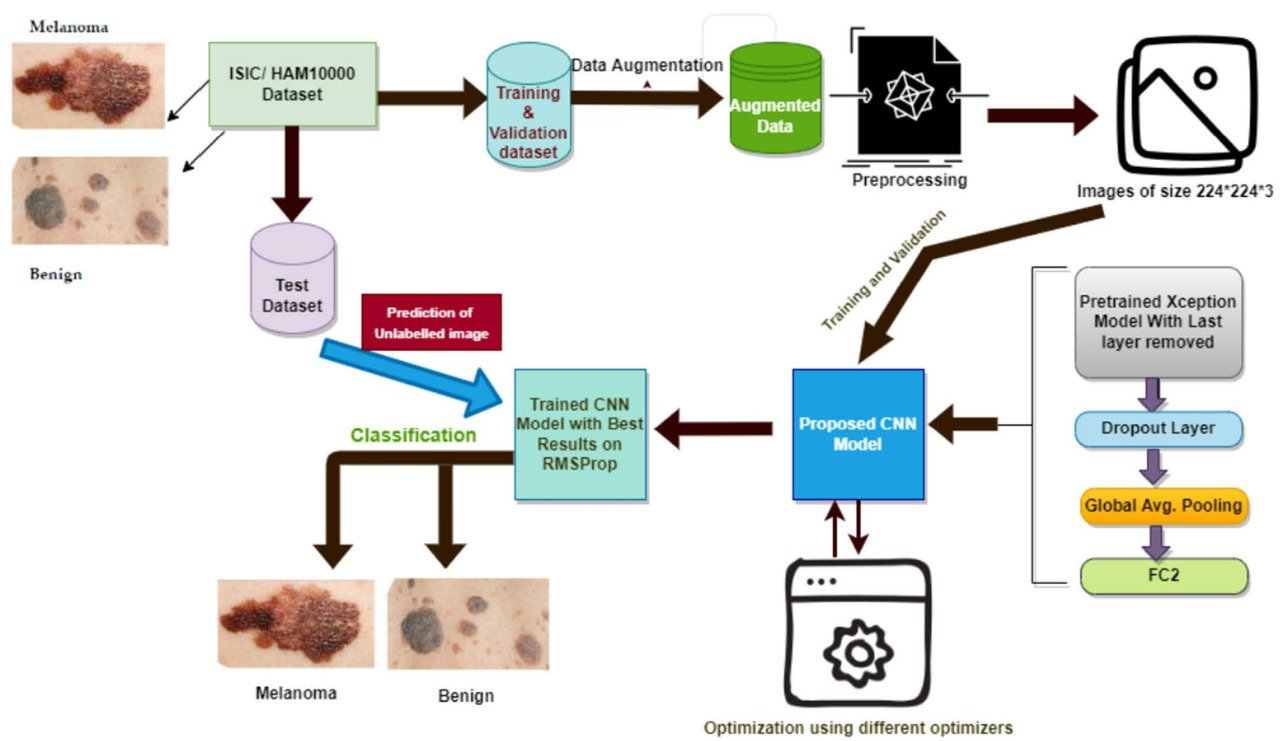 Melanoma
ISIC/ HAM10000
Dataset
Benign
Training
&
Validation
dataset
Data Augmentation
Augmented
Data
Preprocessing
Images of size 224*224*3
Test
Dataset
Prediction of
Unlabelled image
Training and Validation
Pretrained Xception
Model With Last
layer removed
Dropout Layer
Global Avg. Pooling
FC2
Proposed CNN
Model
Trained CNN
Model with Best
Results on
RMSProp
Classification
Melanoma
Benign
Optimization using different optimizers